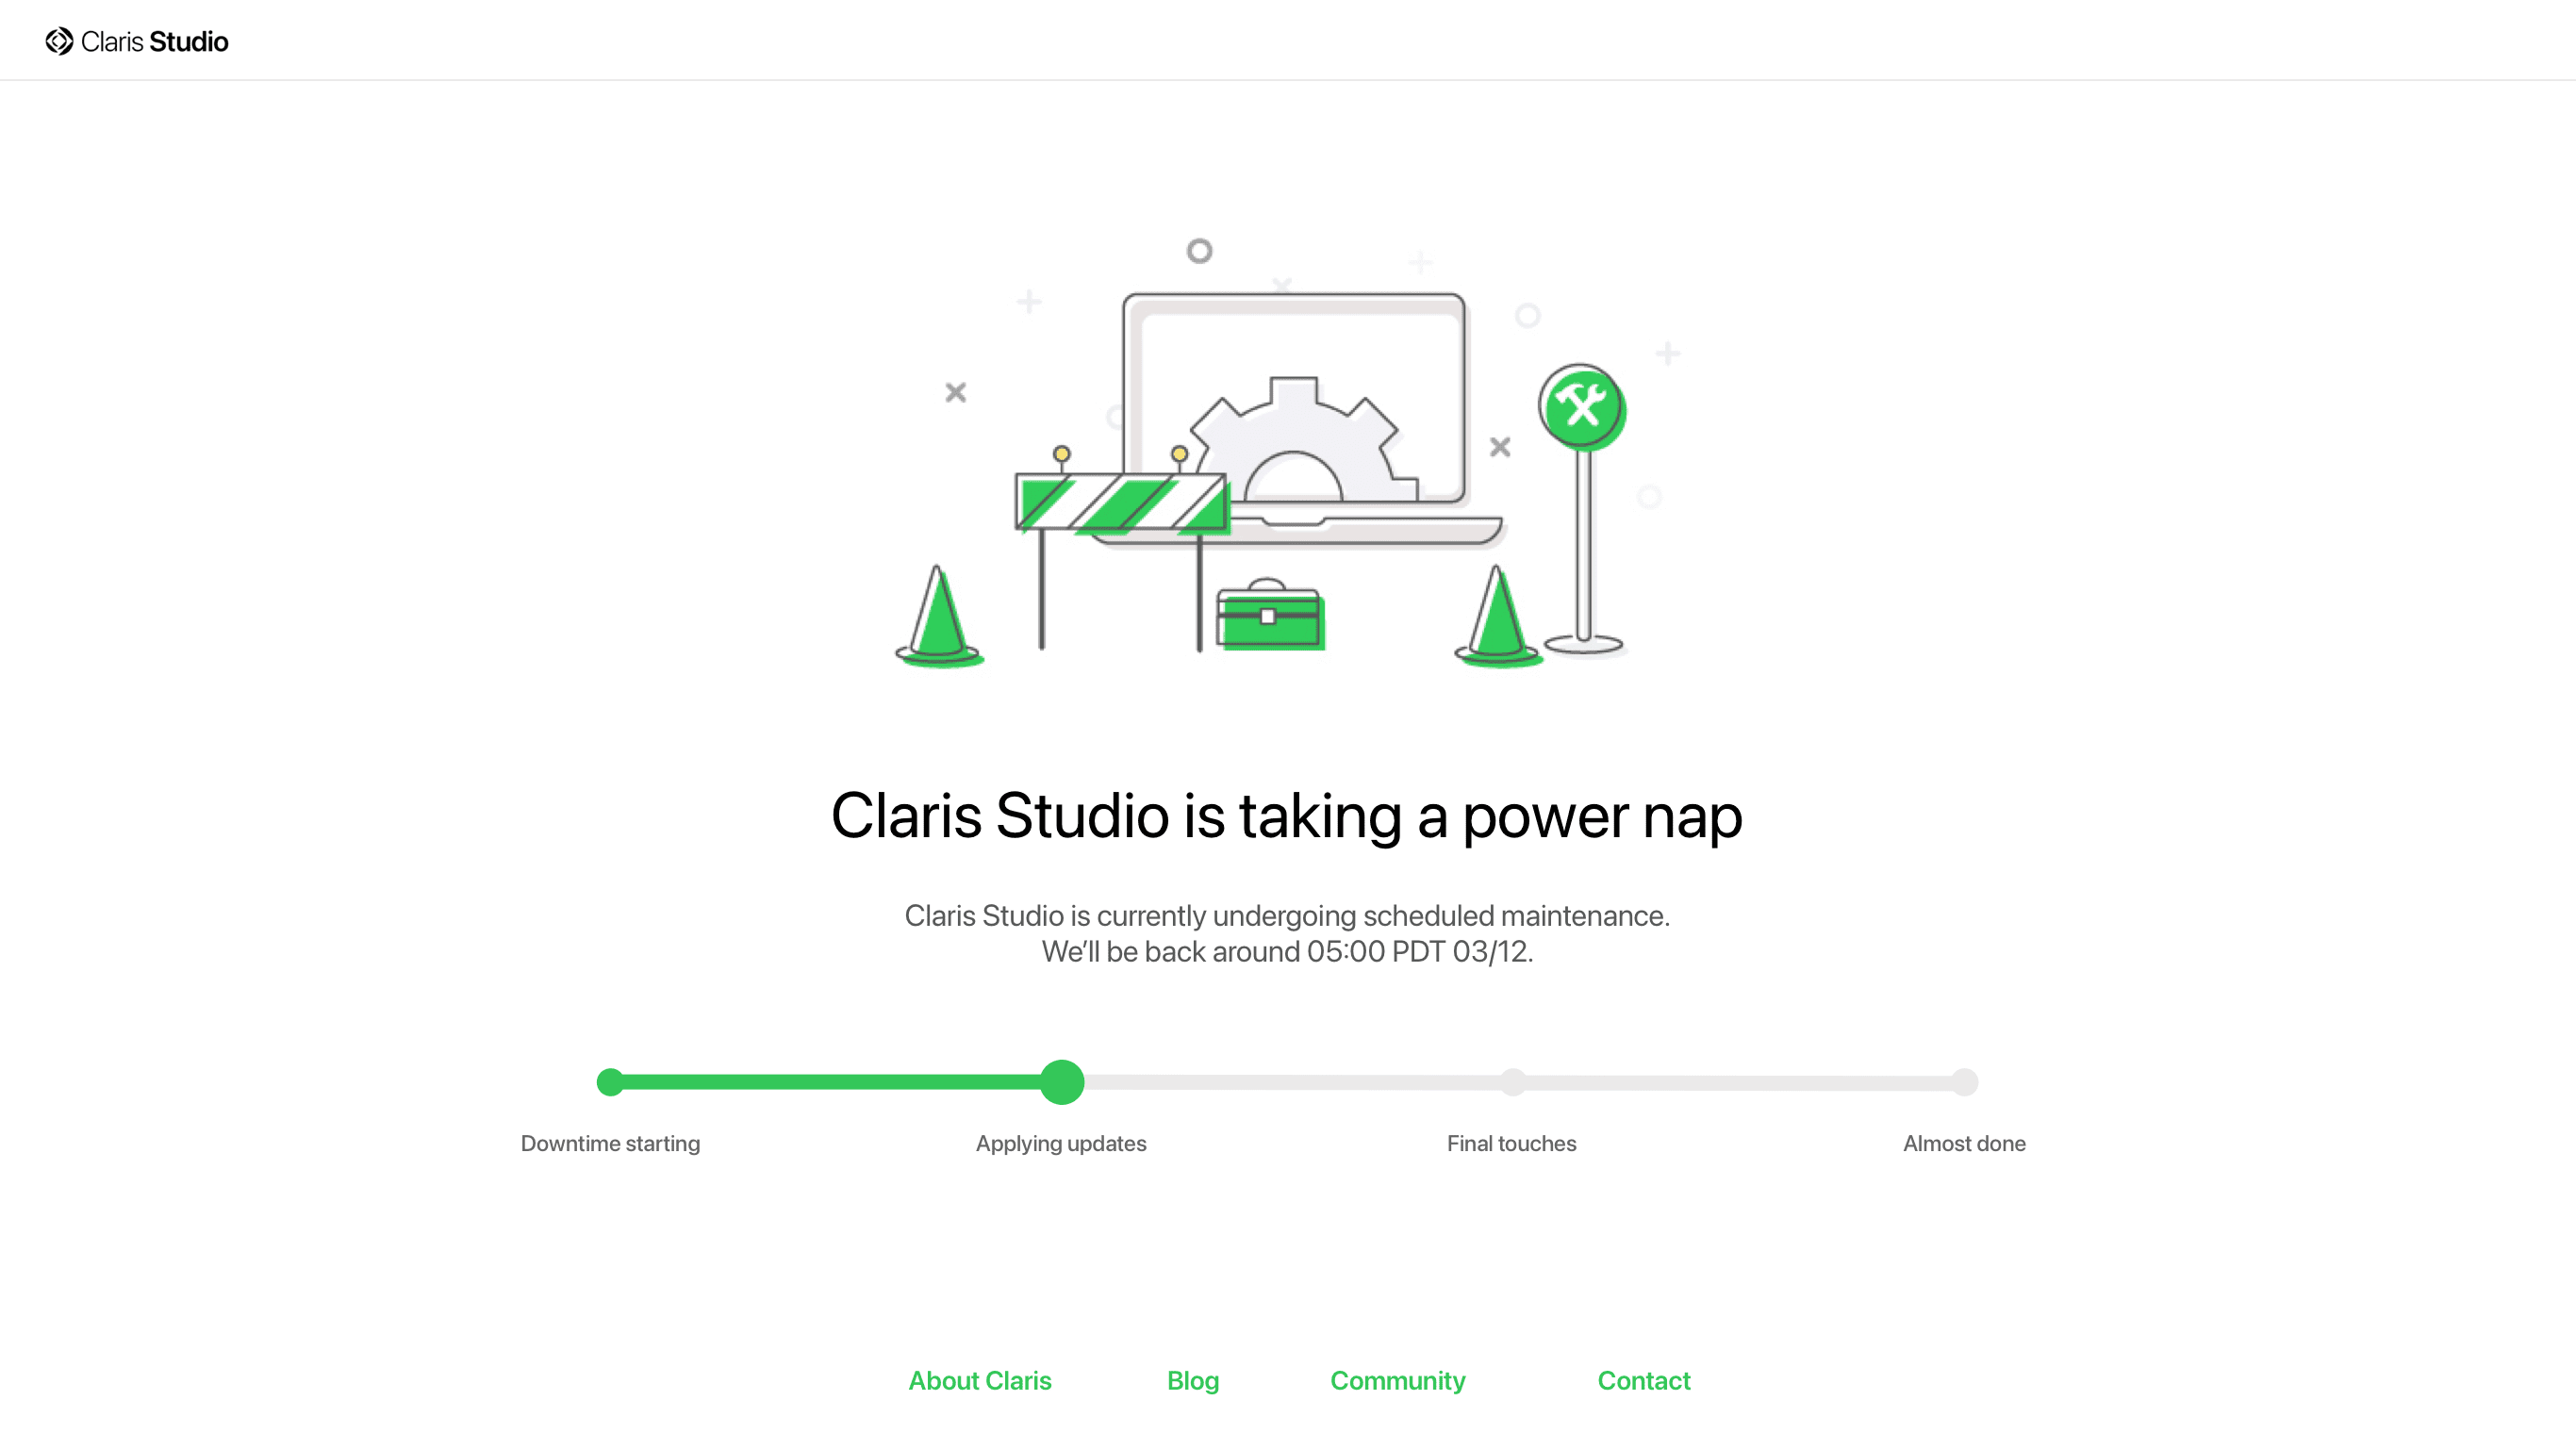 Claris Studio
Claris Studio is taking a power nap
Claris Studio is currently undergoing scheduled maintenance.
We’ll be back around 05:00 PDT 03/12.
Downtime starting
Applying updates
Final touches
Almost done
About Claris
Blog
Community
Contact